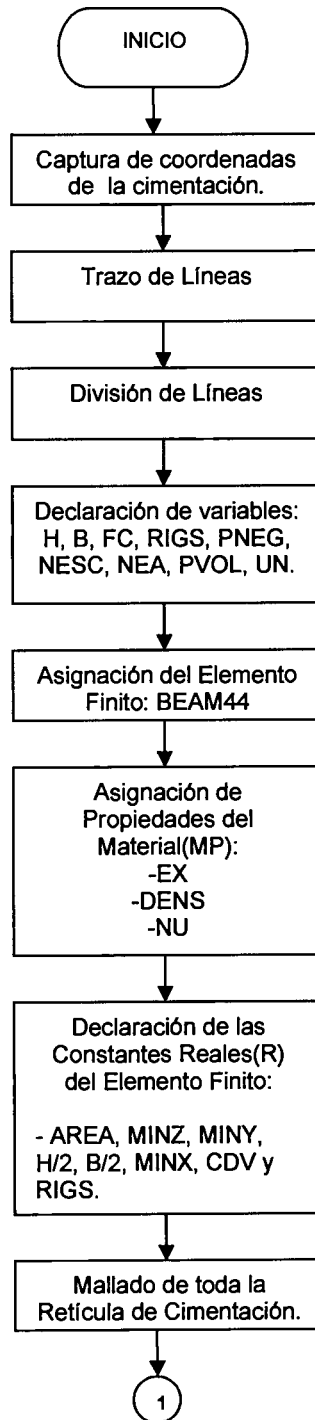 INICIO
Captura de coordenadas
de la cimentación.
Trazo de Líneas
División de Líneas
Declaración de variables:
H, B, FC, RIGS, PNEG,
NESC, NEA, PVOL, UN.
Asignación del Elemento
Finito: BEAM44
Asignación de
Propiedades del
Material(MP):
-EX
-DENS
-NU
Declaración de las
Constantes Reales(R)
del Elemento Finito:
- AREA, MINZ, MINY,
H/2, B/2, MINX, CDV y
RIGS.
Mallado de toda la
Retícula de Cimentación.
1